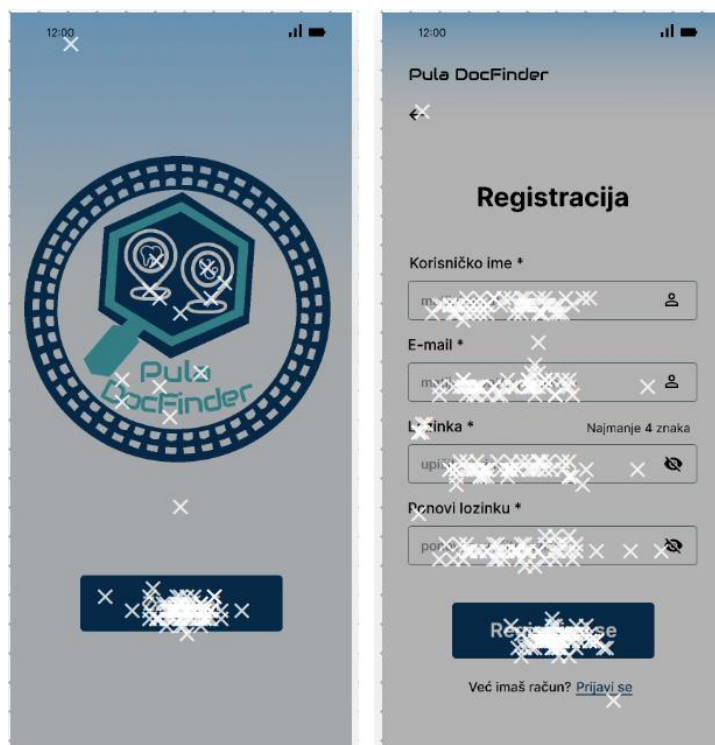 12:00
Pula
DocFinder
12:00
Pula DocFinder
Registracija
Korisničko ime *
E-mail *
Lozinka *
Najmanje 4 znaka
Ponovi lozinku *
Već imaš račun? Prijavi se